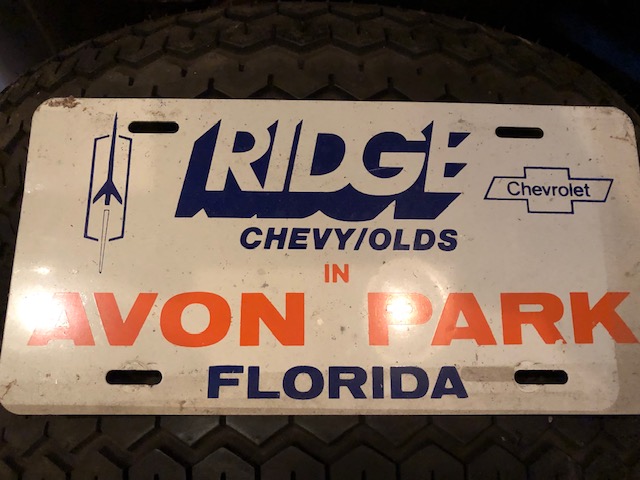 RIDGE
CHEVY/OLDS
Chevrolet
IN
AVON PARK
FLORIDA